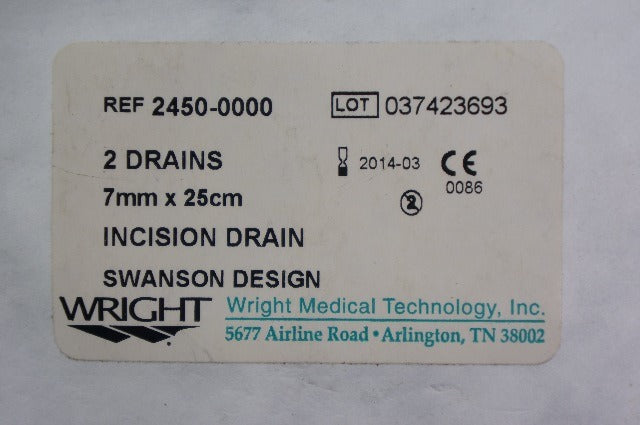 REF 2450-0000
LOT 037423693
2 DRAINS
2014-03
CE
0086
7mm x 25cm
2
INCISION DRAIN
SWANSON DESIGN
WRIGHT
Wright Medical Technology, Inc.
5677 Airline Road • Arlington, TN 38002